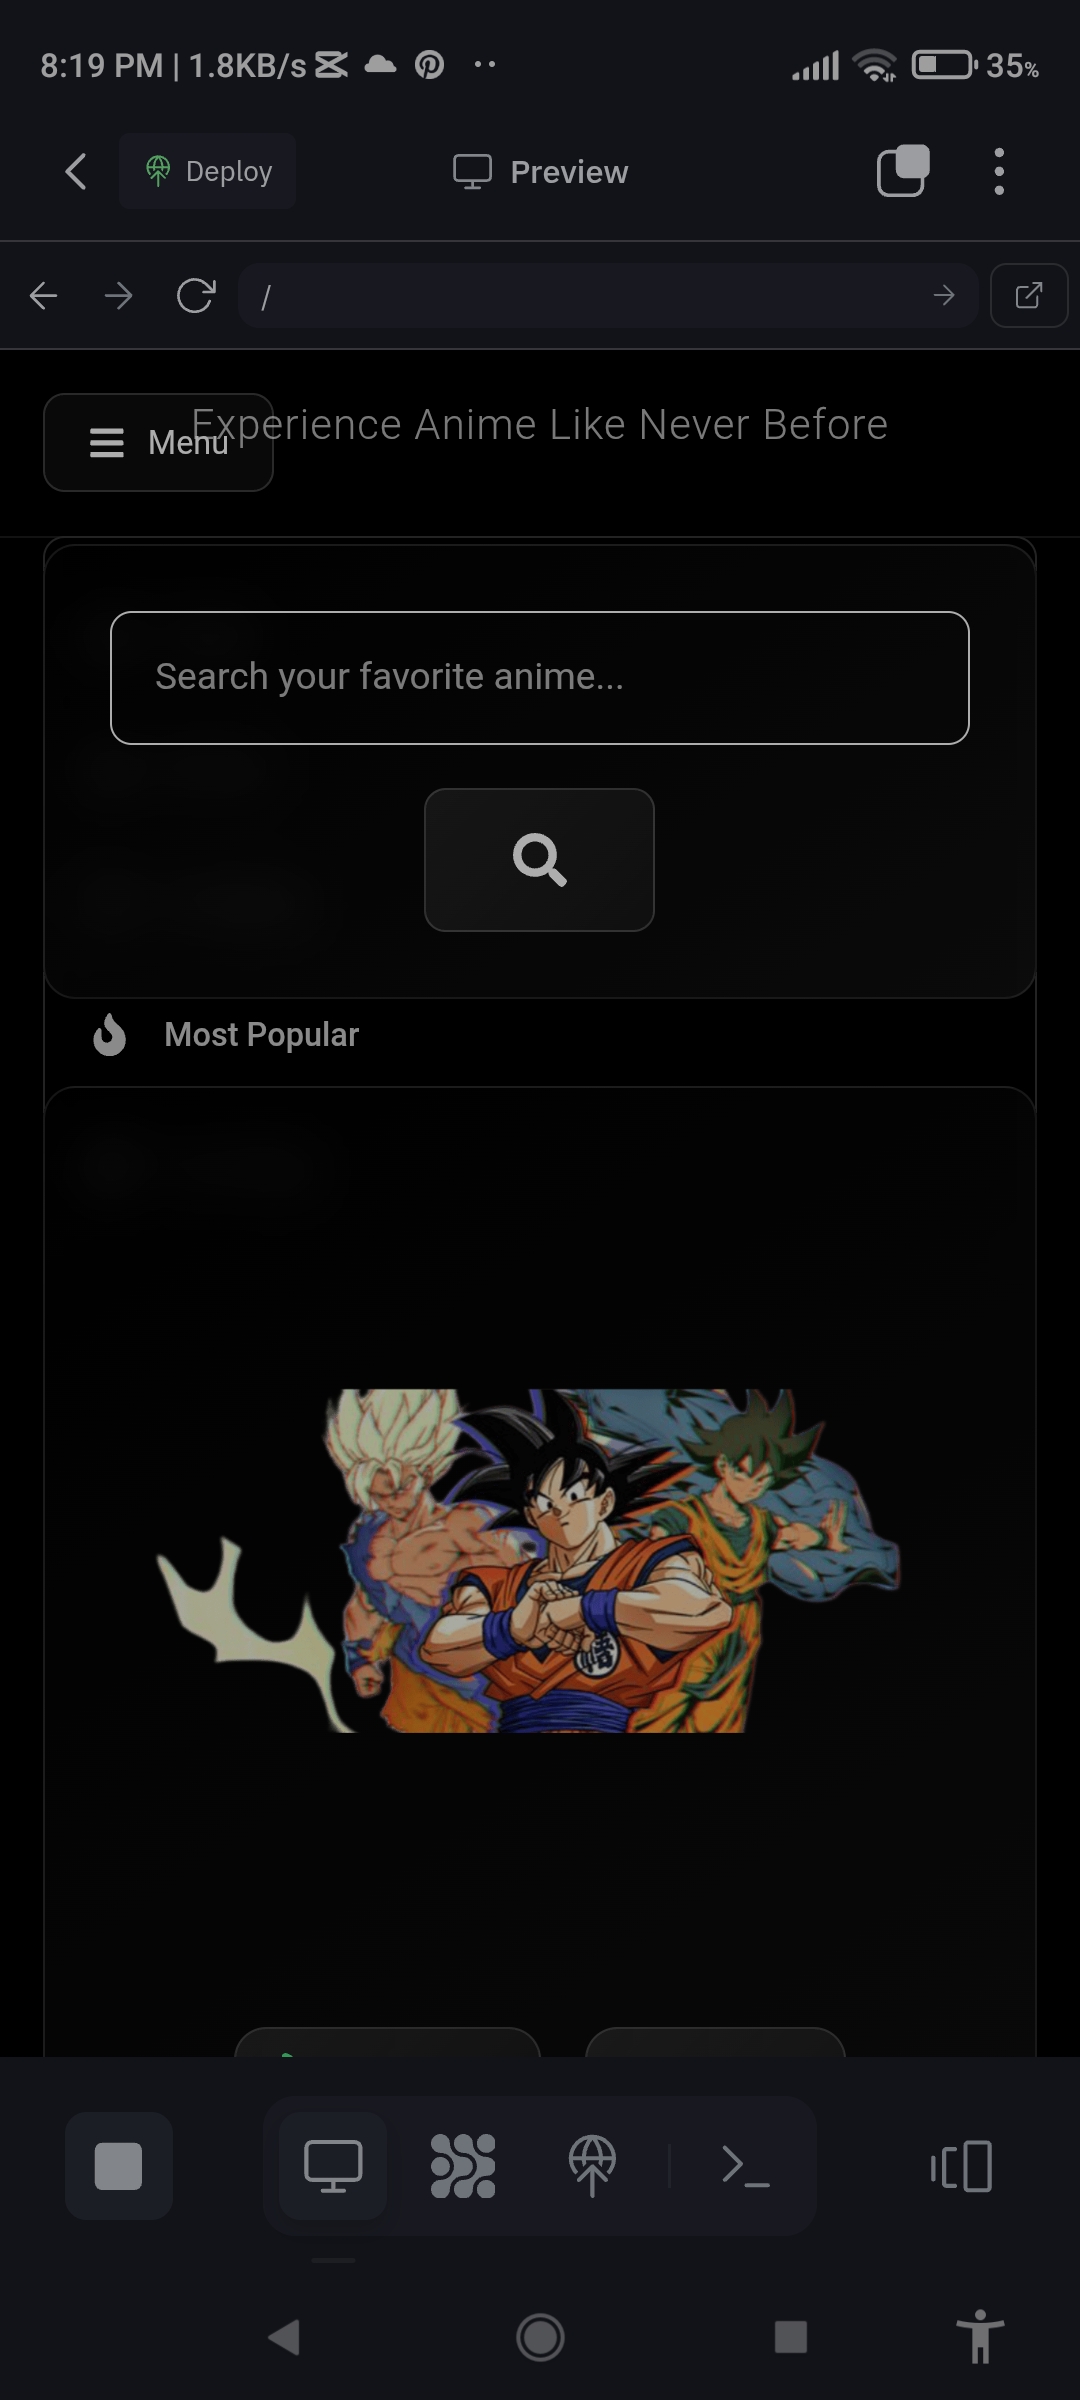 8:19 PM | 1.8KB/s
35%
Deploy
Preview
/
Experience Anime Like Never Before
Menu
Search your favorite anime...
Most Popular
悟